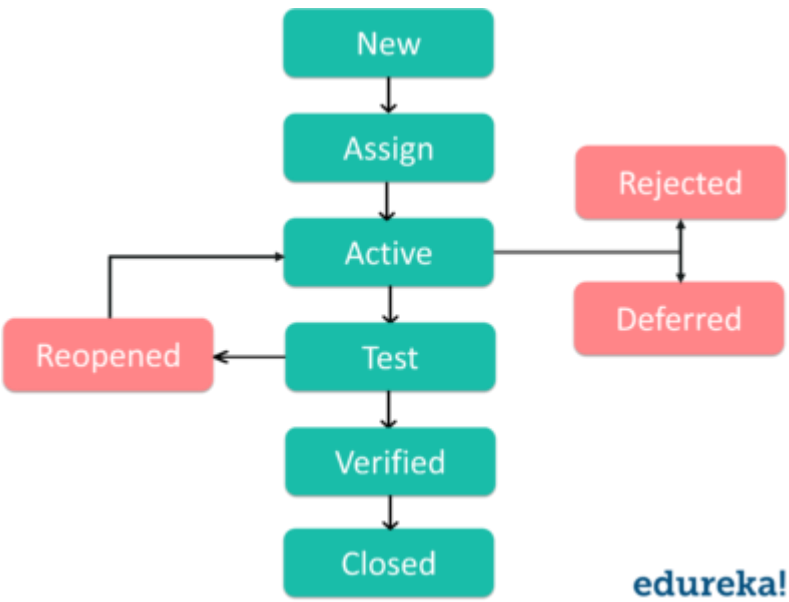 New
Assign
Rejected
Active
Deferred
Reopened
Test
Verified
Closed
edureka!